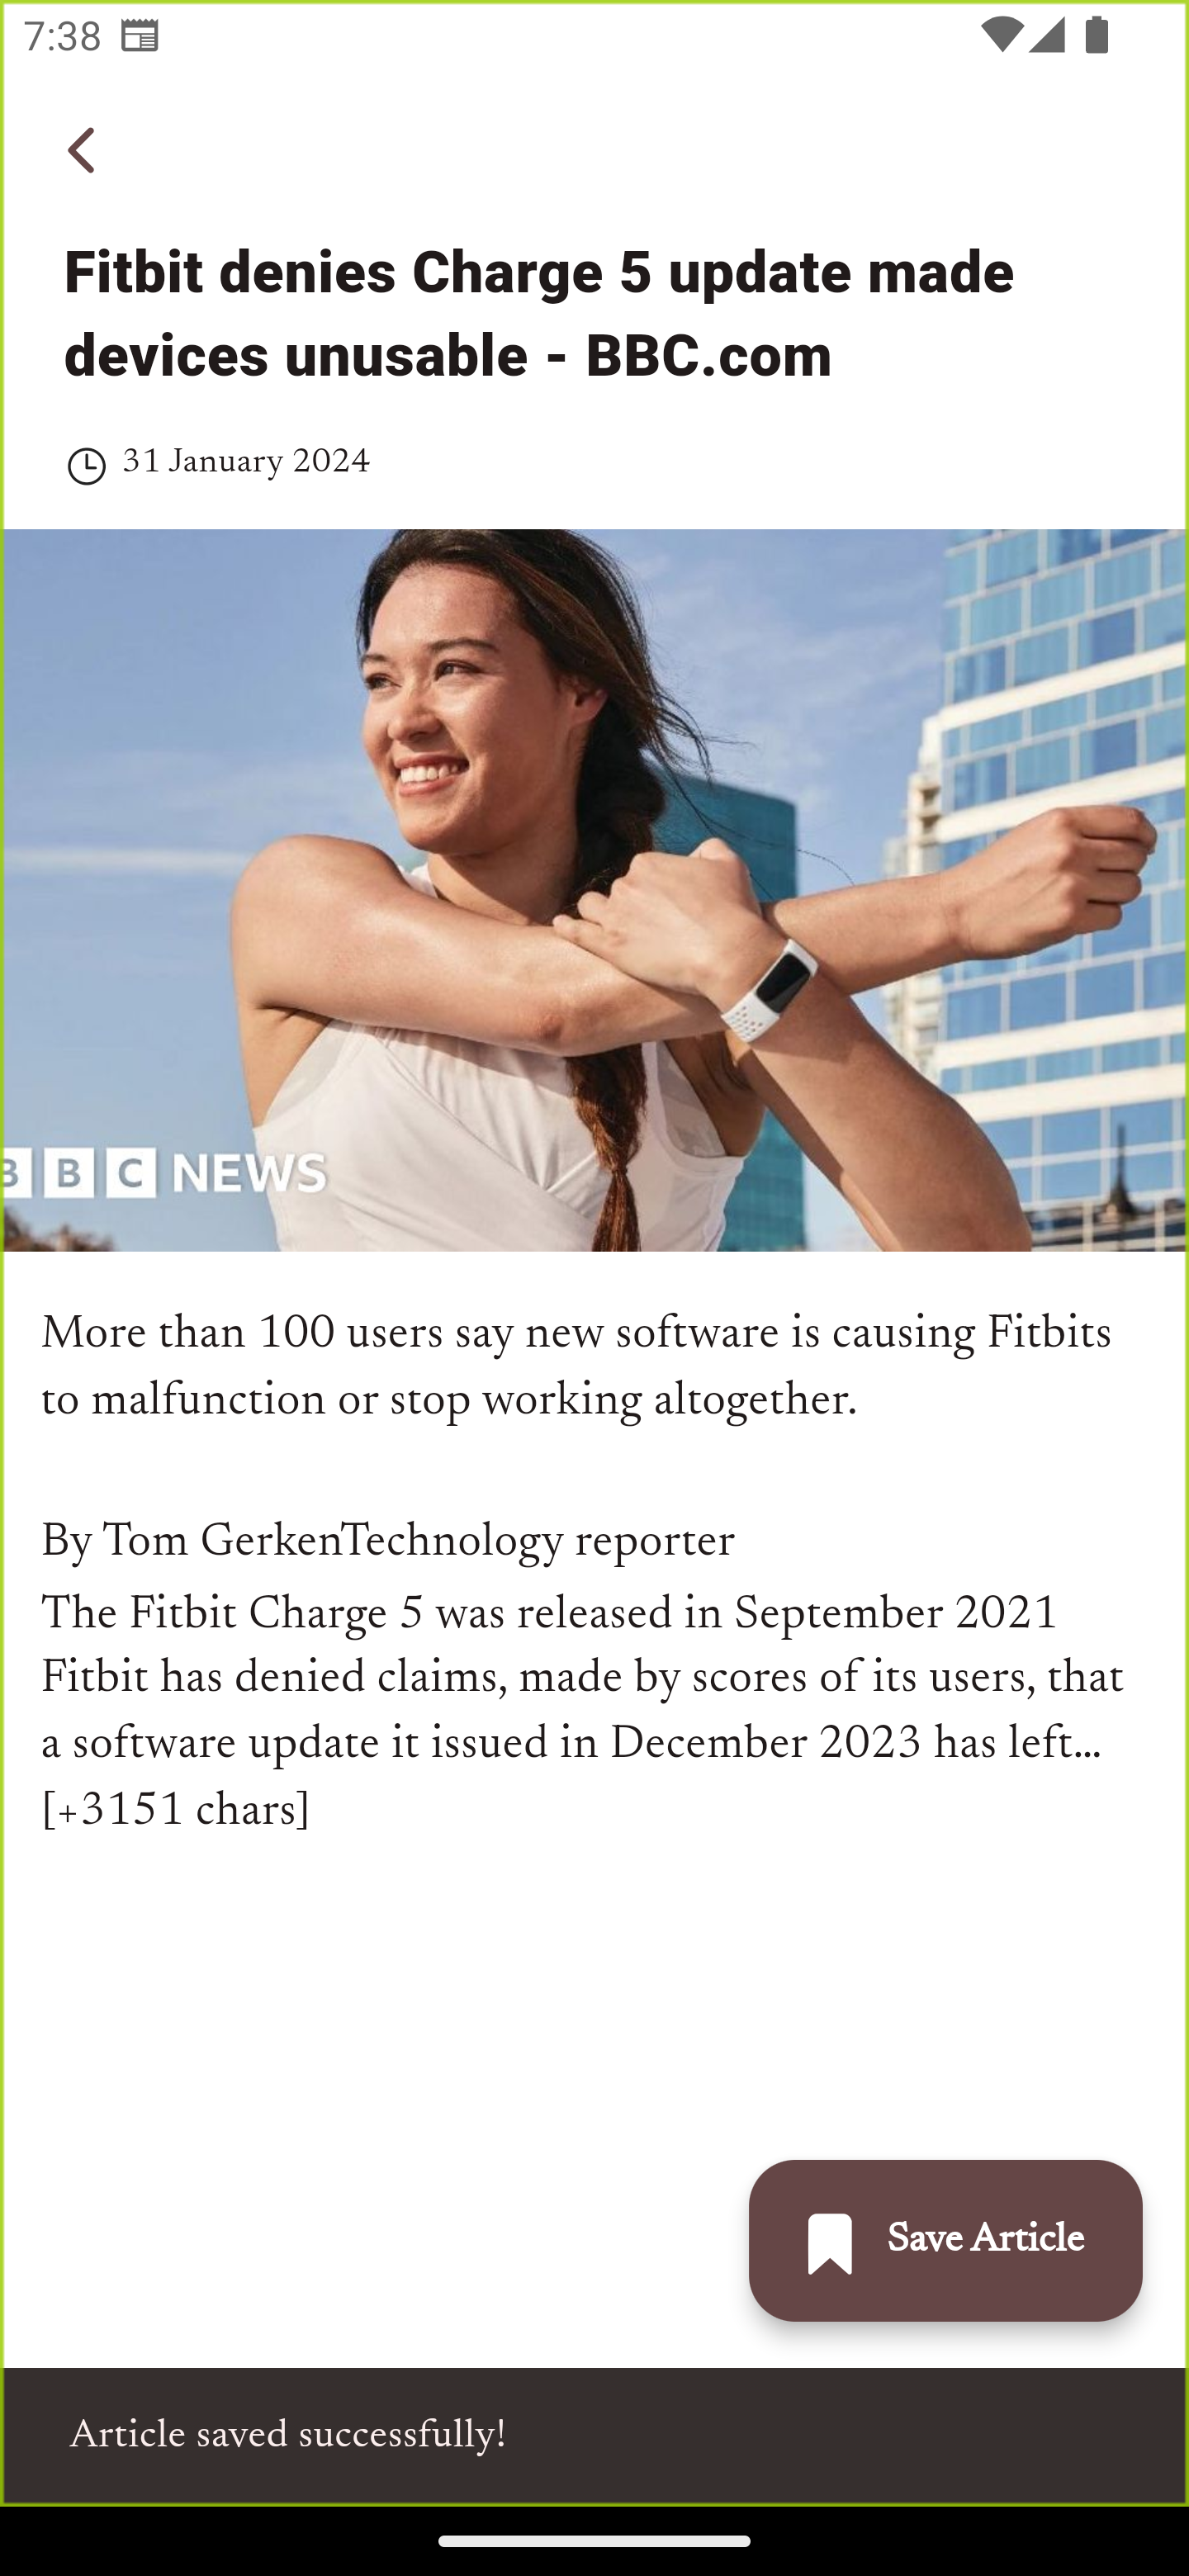 7:38
Fitbit denies Charge 5 update made
devices unusable - BBC.com
31 January 2024
B B C NEWS
More than 100 users say new software is causing Fitbits
to malfunction or stop working altogether.
By Tom GerkenTechnology reporter
The Fitbit Charge 5 was released in September 2021
Fitbit has denied claims, made by scores of its users, that
a software update it issued in December 2023 has left…
[+3151 chars]
Save Article
Article saved successfully!